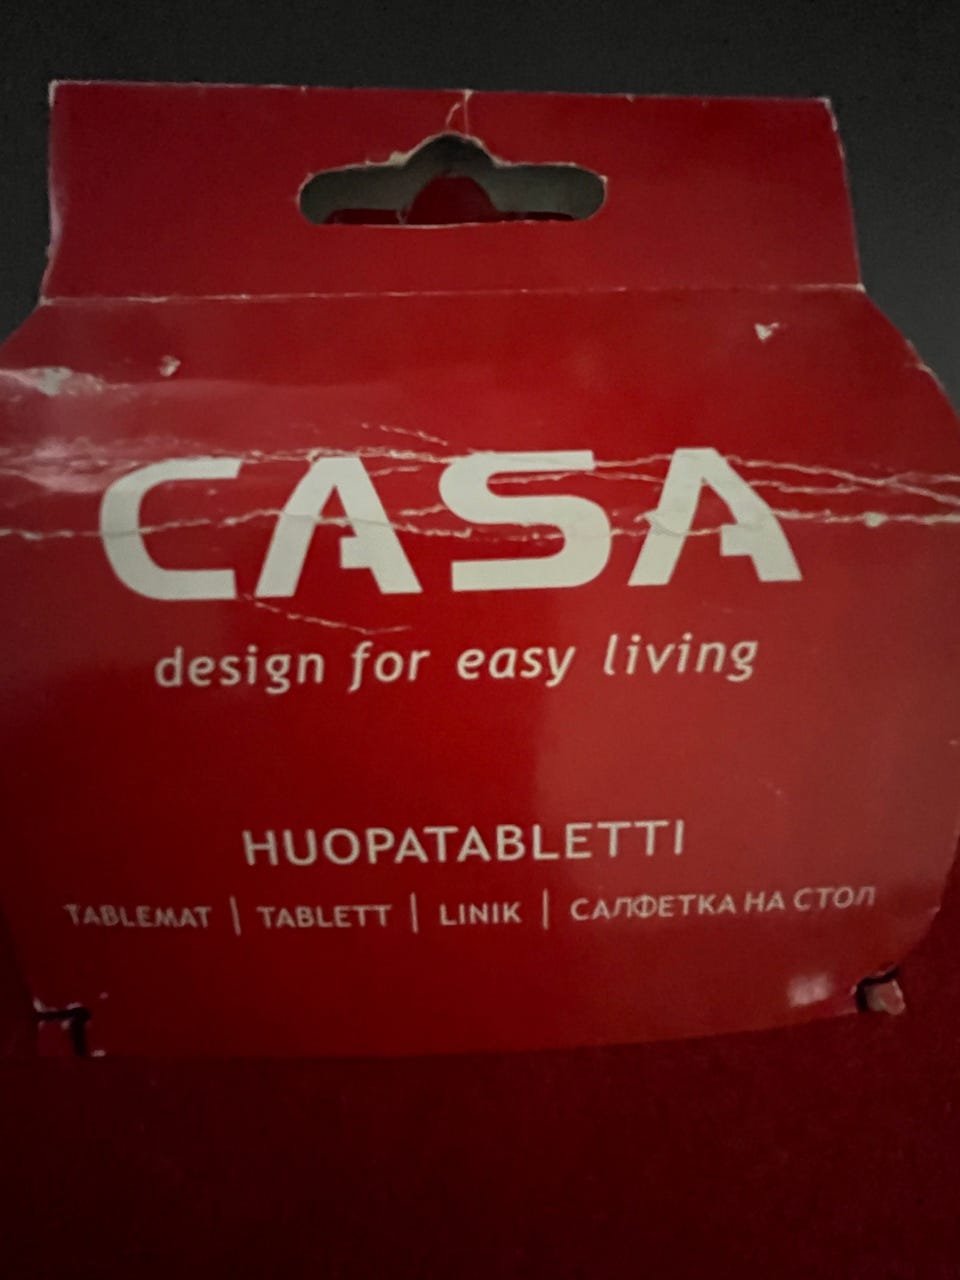 CASA
design for easy living
HUOPATABLETTI
TABLEMAT | TABLETT | LINIK | САЛФЕТКА НА СТОЛ